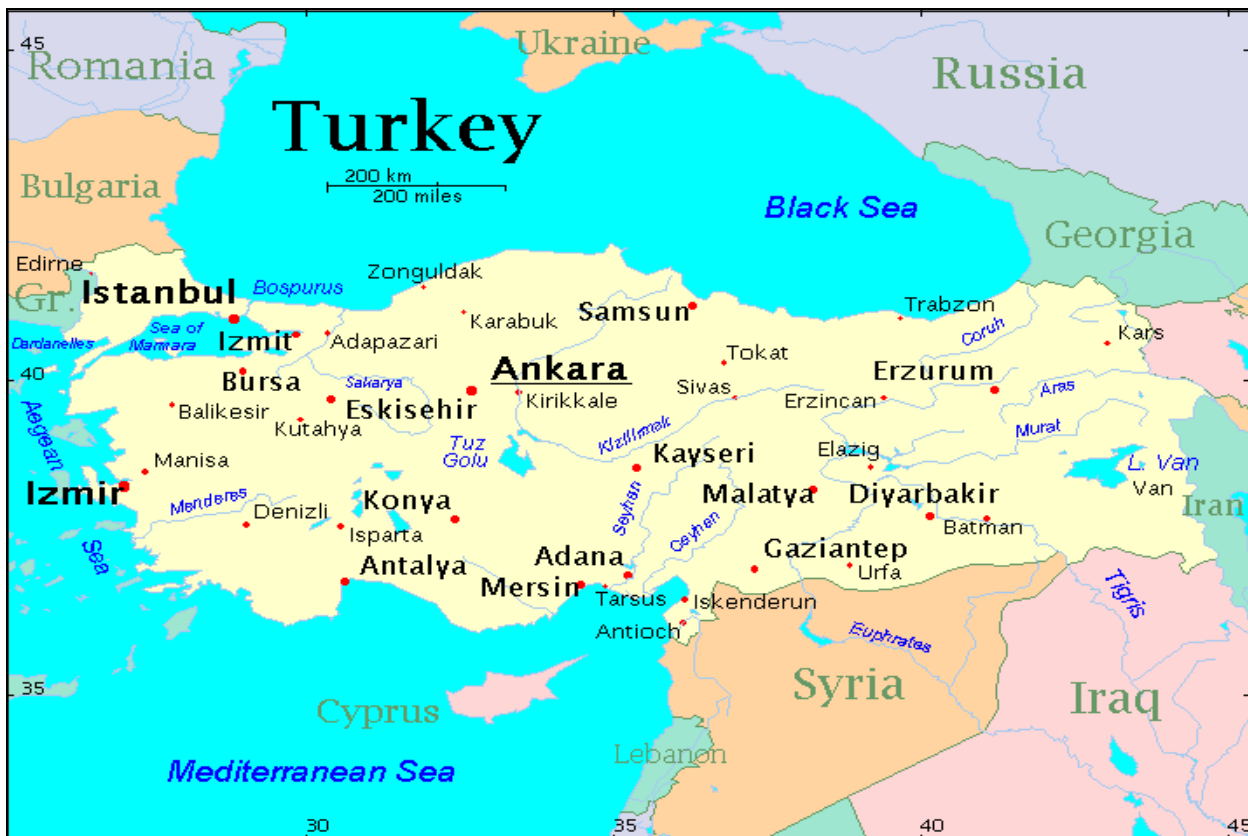 45
Romania
Ukraine
Russia
Turkey
Bulgaria
200 km
200 miles
Black Sea
Georgia
Edirne
Gr.
Istanbul
Bospurus
Zonguldak
Samsun
Trabzon
Dardanelles
Sea of
Marmara
Izmit
Adapazari
Karabuk
Coruh
Kars
40
Bursa
Sakarya
Ankara
Tokat
Erzurum
Aras
Balikesir
Kutahya
Eskisehir
Kirikkale
Sivas
Erzincan
Aegean
Sea
Tuz
Golu
Kizilirmak
Murat
Manisa
Kayseri
Elazig
L. Van
Van
Izmir
Menderes
Denizli
Konya
Isparta
Seyhan
Ceyhen
Malatya
Diyarbakir
Batman
Iran
Antalya
Adana
Mersin
Gaziantep
Urfa
Tarsus
Iskenderun
Antioch
Tigris
Euphrates
35
Cyprus
Syria
Iraq
Lebanon
Mediterranean Sea
30
35
40
45